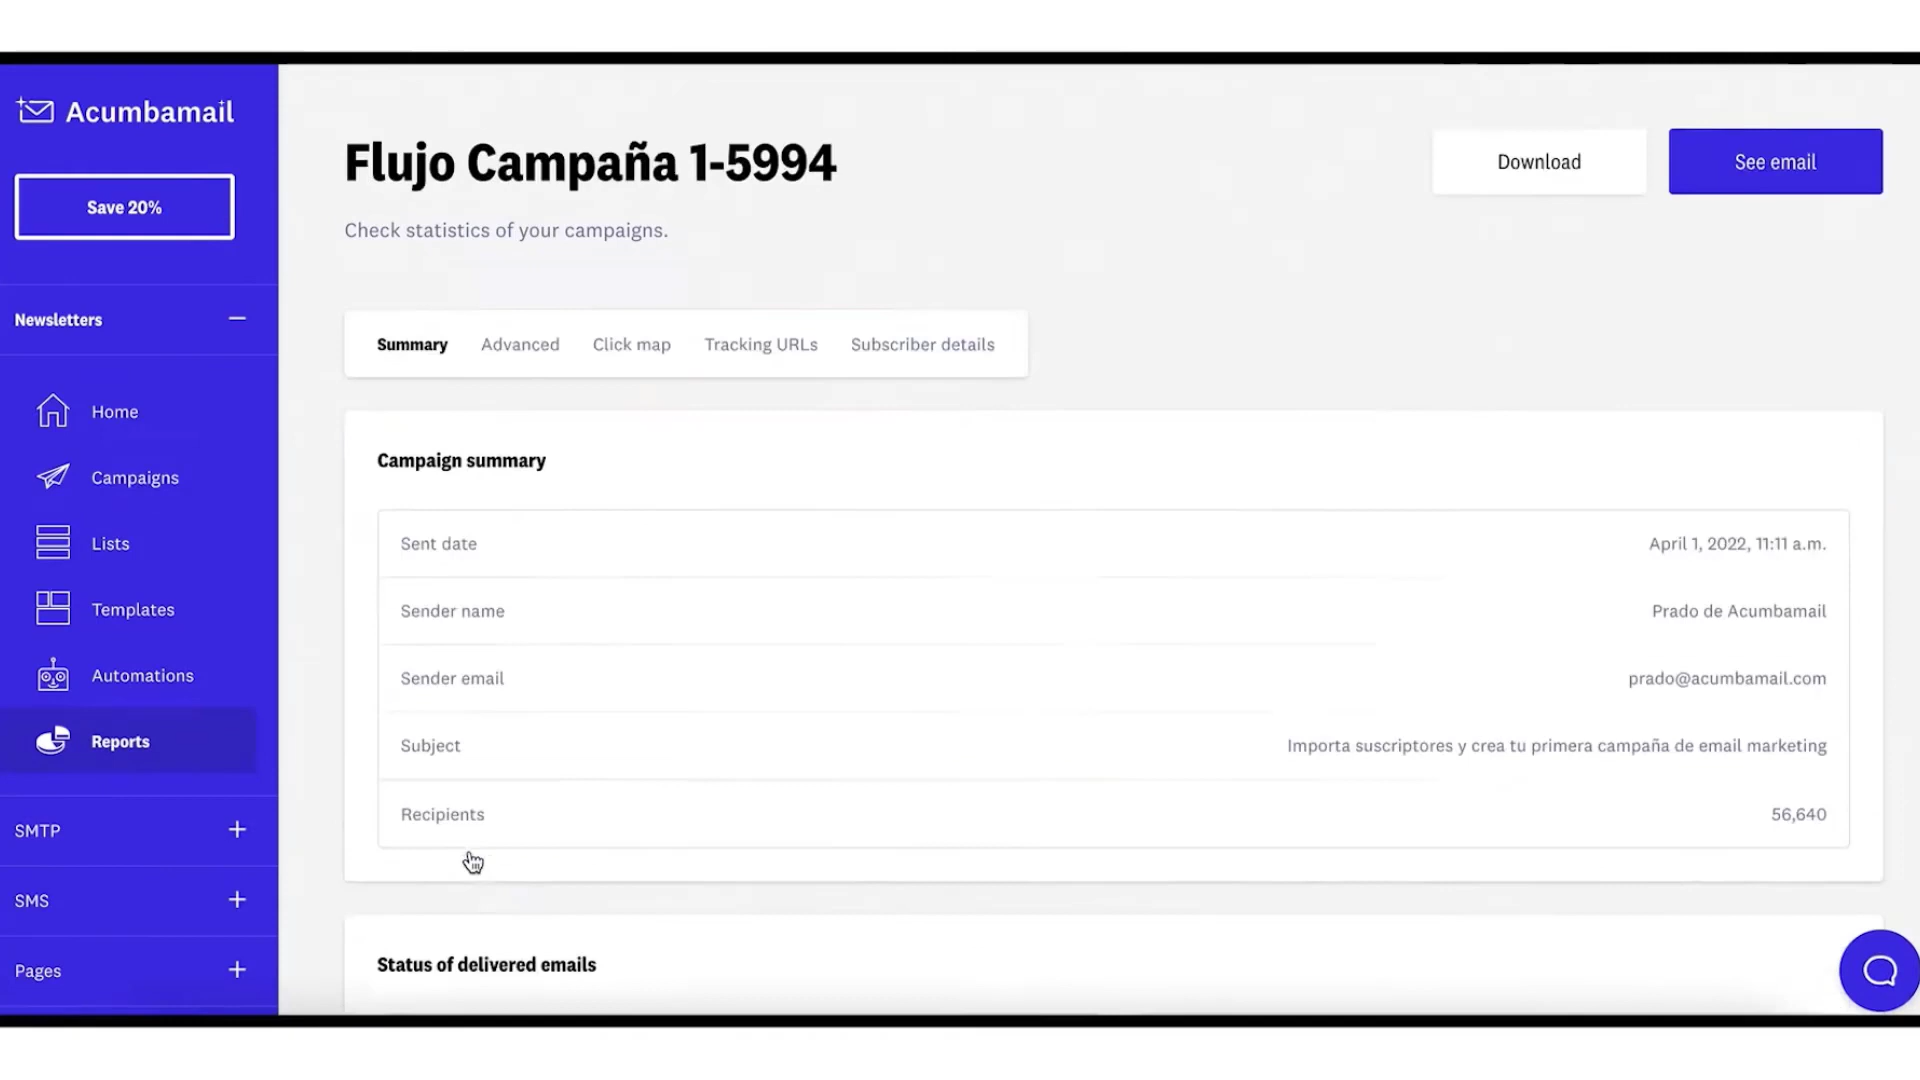 Acumbamail
Save 20%
Newsletters
Home
Campaigns
Lists
Templates
Automations
Reports
SMTP
SMS
Pages
Flujo Campaña 1-5994
Check statistics of your campaigns.
Download
See email
Summary Advanced Click map Tracking URLs Subscriber details
Campaign summary
Sent date April 1, 2022, 11:11 a.m.
Sender name Prado de Acumbamail
Sender email prado@acumbamail.com
Subject Importa suscriptores y crea tu primera campaña de email marketing
Recipients 56,640
Status of delivered emails